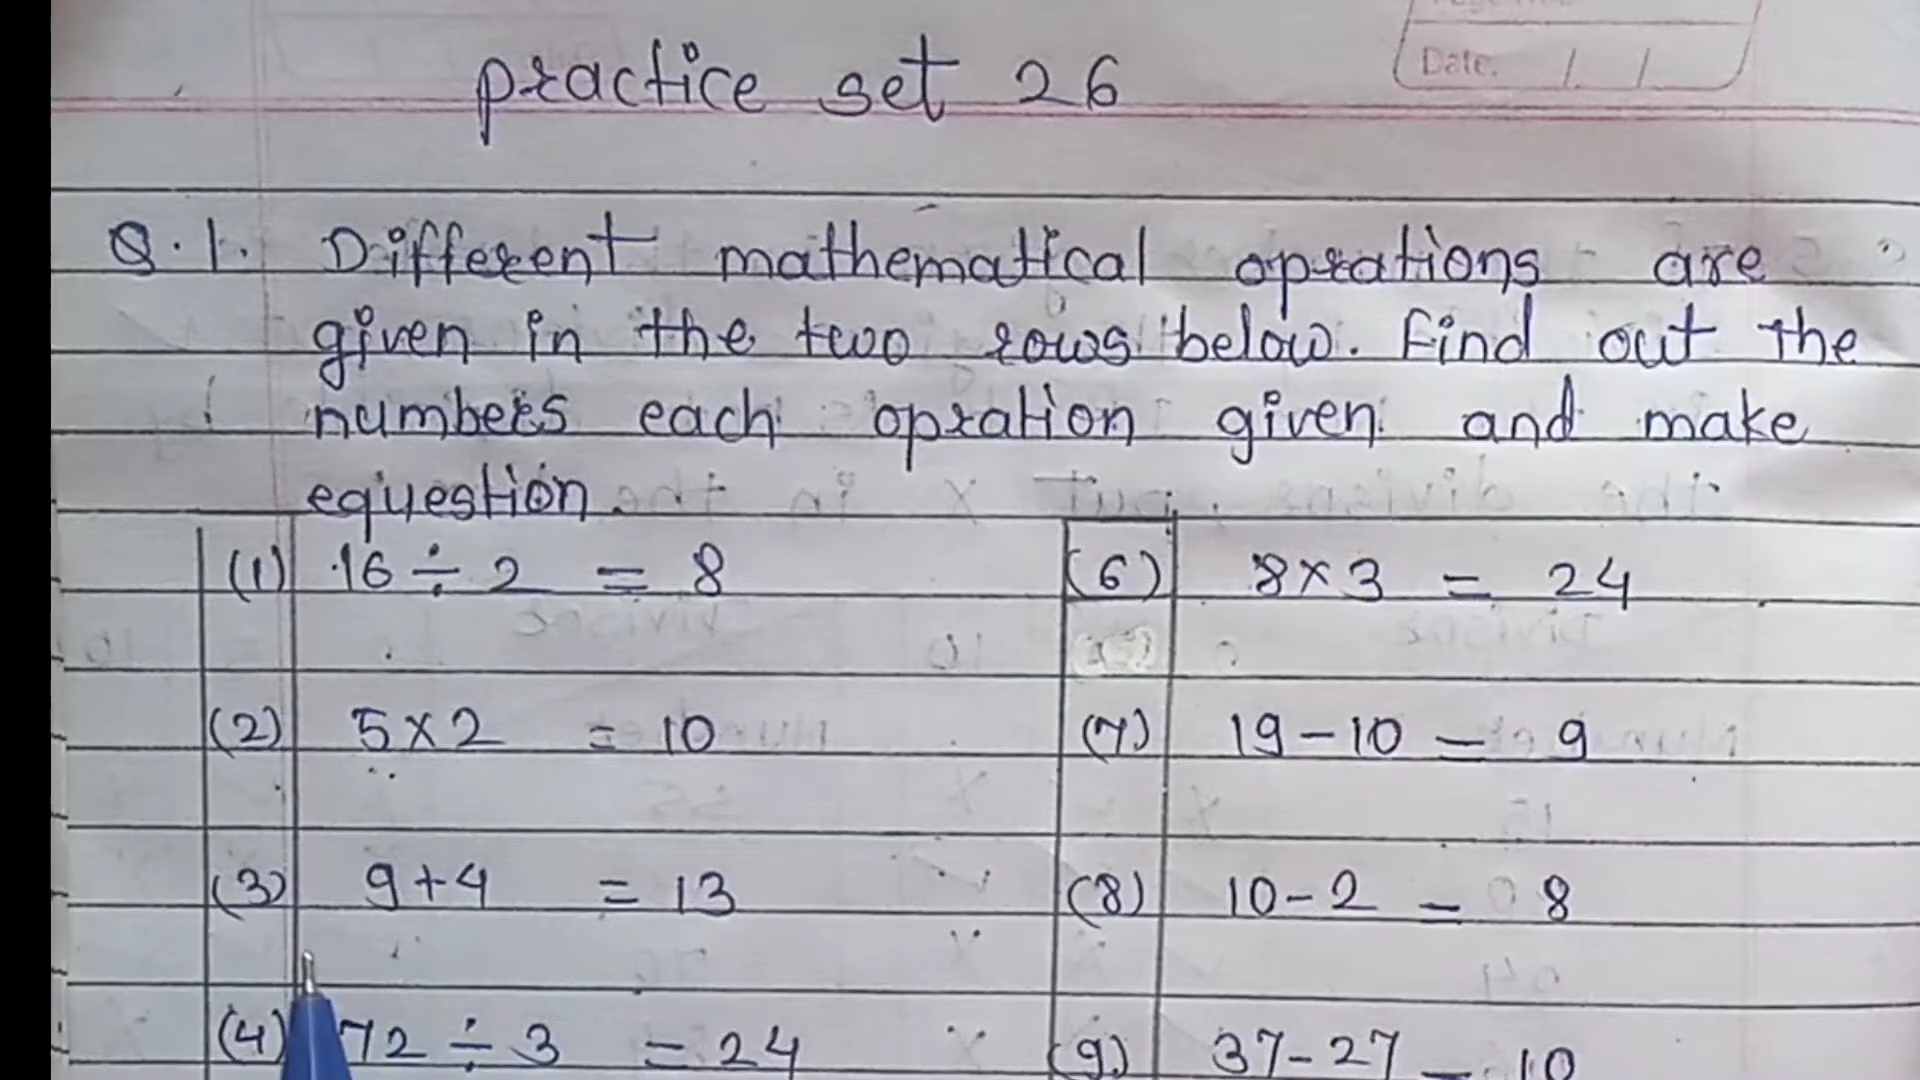 Date.
practice set 26
Q.1. Different mathematical oprations are
given in the two rows below. Find out the
numbers each opration given and make
equestion.
(1) 16 ÷ 2 = 8
(2) 5 × 2 = 10
(3) 9 + 4 = 13
(4) 72 ÷ 3 = 24
(6) 8 × 3 = 24
(7) 19 - 10 = 9
(8) 10 - 2 = 8
(9) 37 - 27 = 10